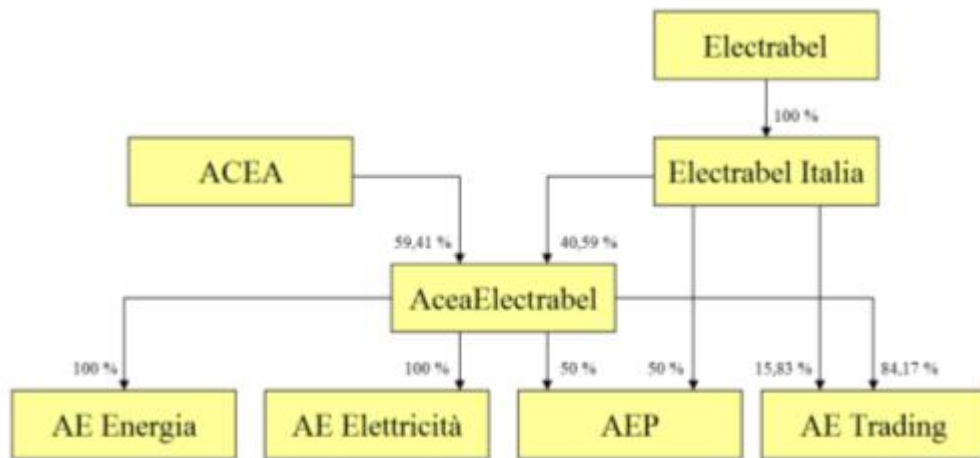 Electrabel
100 %
ACEA
Electrabel Italia
59,41 %
40,59 %
AceaElectrabel
100 %
100 %
50 %
50 %
15,83 %
84,17 %
AE Energia
AE Elettricità
AEP
AE Trading